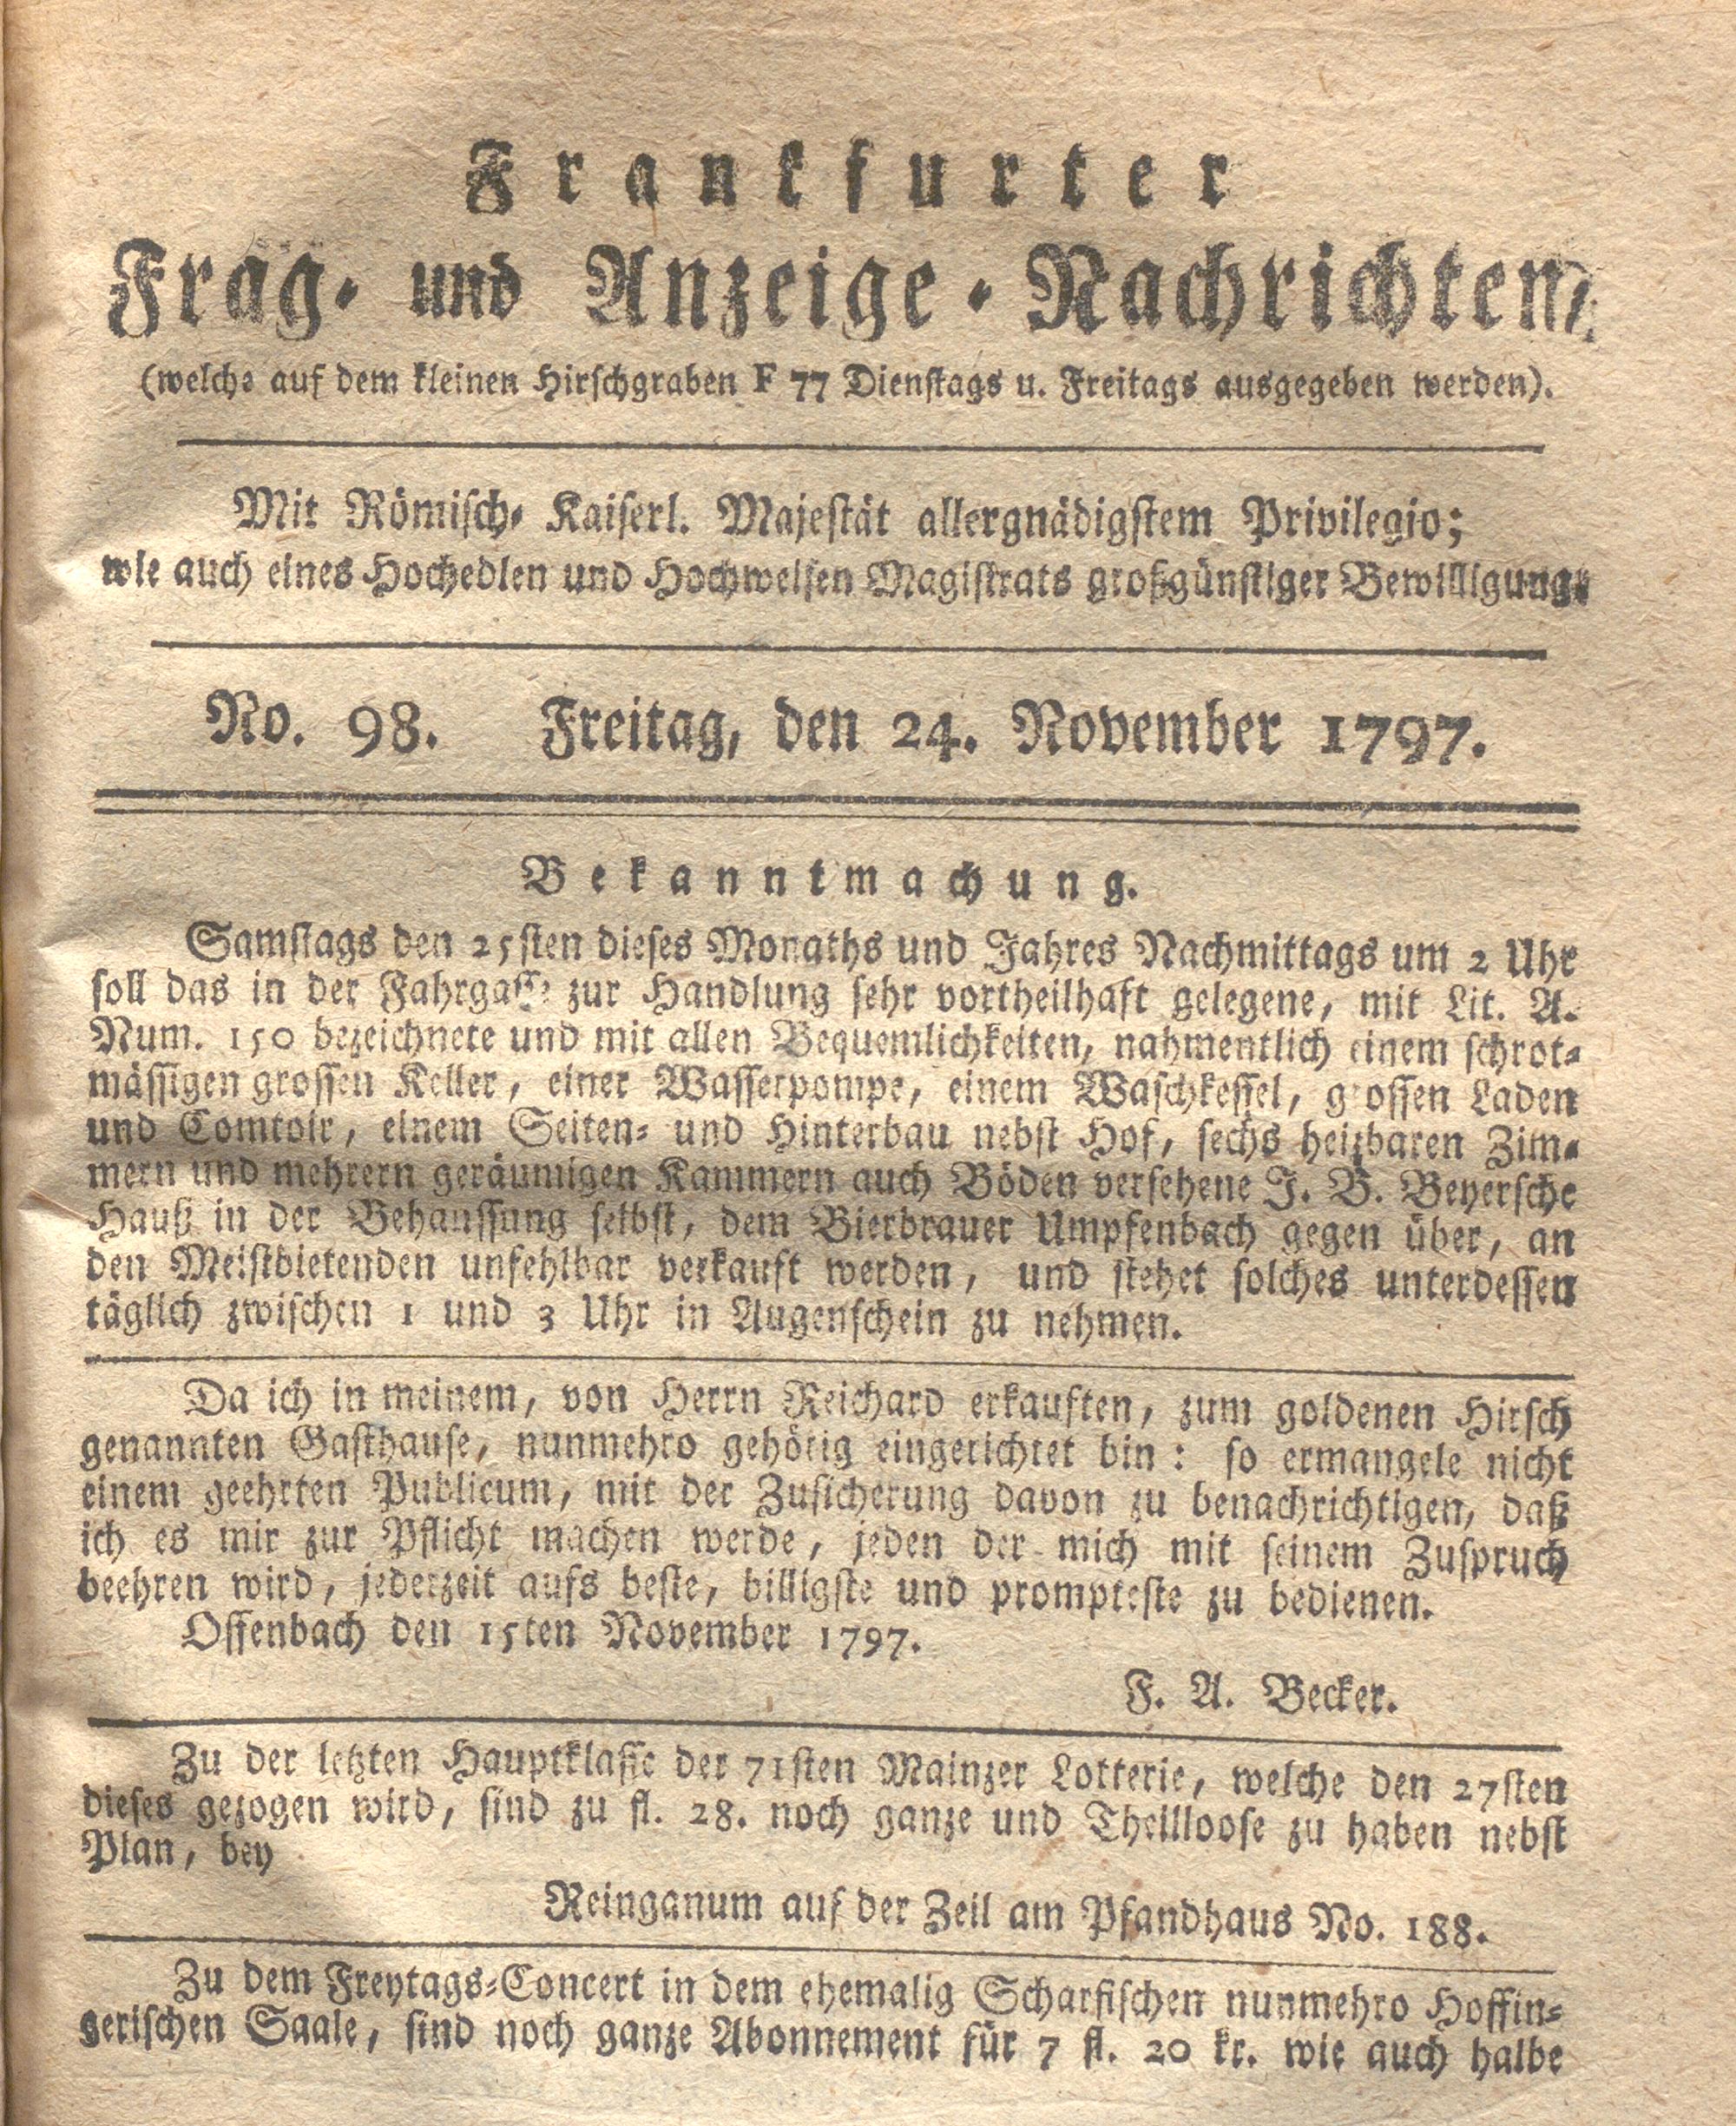 Frankfurter
Frag- und Anzeige-Nachrichten,
(welche auf dem kleinen Hirschgraben F 77 Dienstags u. Freitags ausgegeben werden).
Mit Römisch- Kaiserl. Majestät allergnädigstem Privilegio;
wie auch eines Hochedlen und Hochweisen Magistrats großgünstiger Bewilligung.
No. 98. Freitag, den 24. November 1797.
Bekanntmachung.
Samstags den 25sten dieses Monaths und Jahres Nachmittags um 2 Uhr
soll das in der Fahrgasse zur Handlung sehr vortheilhaft gelegene, mit Lit. A.
Num. 150 bezeichnete und mit allen Bequemlichkeiten, nahmentlich einem schrot-
mässigen grossen Keller, einer Wasserpompe, einem Waschkessel, grossen Laden
und Comtoir, einem Seiten- und Hinterbau nebst Hof, sechs heizbaren Zim-
mern und mehrern geräumigen Kammern auch Böden versehene J. B. Beyersche
Hauß in der Behaussung selbst, dem Bierbrauer Umpfenbach gegen über, an
den Meistbietenden unfehlbar verkauft werden, und stehet solches unterdessen
täglich zwischen 1 und 3 Uhr in Augenschein zu nehmen.
Da ich in meinem, von Herrn Reichard erkauften, zum goldenen Hirsch
genannten Gasthause, nunmehro gehörig eingerichtet bin: so ermangele nicht
einem geehrten Publicum, mit der Zusicherung davon zu benachrichtigen, daß
ich es mir zur Pflicht machen werde, jeden der mich mit seinem Zuspruch
beehren wird, jederzeit aufs beste, billigste und prompteste zu bedienen.
Offenbach den 15ten November 1797.
F. A. Becker.
Zu der letzten Hauptklasse der 71sten Mainzer Lotterie, welche den 27sten
dieses gezogen wird, sind zu fl. 28. noch ganze und Theilloose zu haben nebst
Plan, bey
Reinganum auf der Zeil am Pfandhaus No. 188.
Zu dem Freytags-Concert in dem ehemalig Scharfischen nunmehro Hoffin-
gerischen Saale, sind noch ganze Abonnement für 7 fl. 20 kr. wie auch halbe